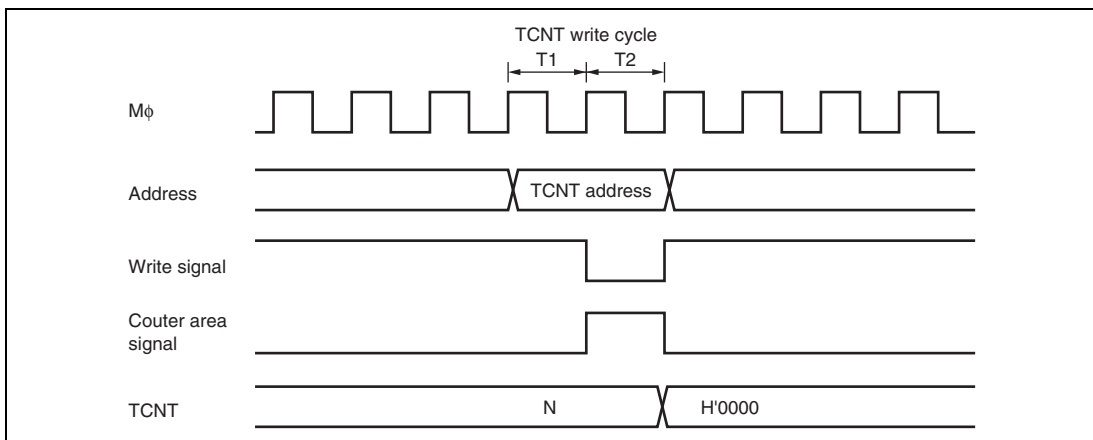 TCNT write cycle
T1 T2
Mϕ
Address
TCNT address
Write signal
Couter area
signal
TCNT
N
H'0000